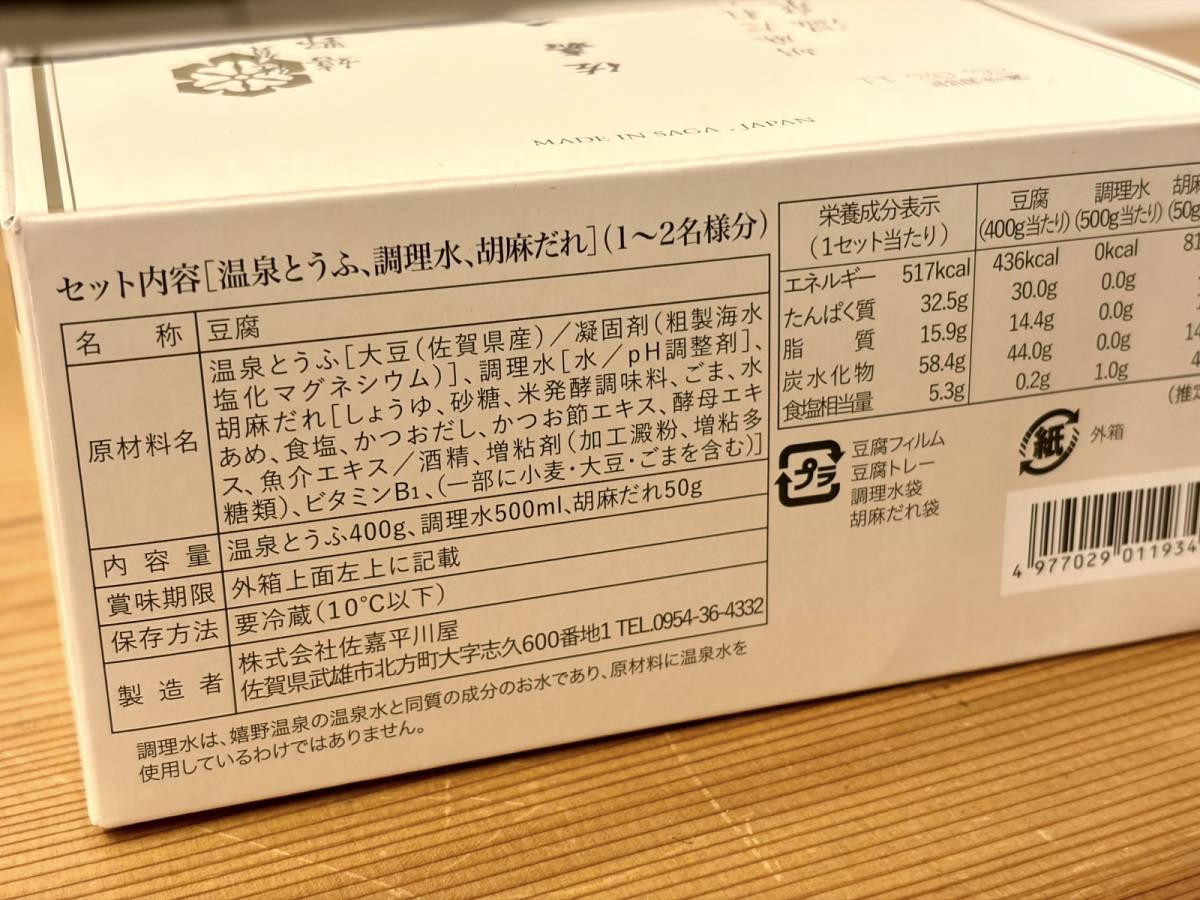 MADE IN SAGA . JAPAN
セット内容[温泉とうふ、調理水、胡麻だれ](1〜2名様分)
名称 豆腐
原材料名 温泉とうふ[大豆(佐賀県産)/凝固剤(粗製海水
塩化マグネシウム)]、調理水[水/pH調整剤]、
胡麻だれ[しょうゆ、砂糖、米発酵調味料、ごま、水
あめ、食塩、かつおだし、かつお節エキス、酵母エキ
ス、魚介エキス/酒精、増粘剤(加工澱粉、増粘多
糖類)、ビタミンB₁、(一部に小麦・大豆・ごまを含む)]
内容量 温泉とうふ400g、調理水500ml、胡麻だれ50g
賞味期限 外箱上面左上に記載
保存方法 要冷蔵(10℃以下)
製造者 株式会社佐嘉平川屋
佐賀県武雄市北方町大字志久600番地1 TEL.0954-36-4332
調理水は、嬉野温泉の温泉水と同質の成分のお水であり、原材料に温泉水を
使用しているわけではありません。
栄養成分表示 豆腐 調理水 胡麻
(1セット当たり) (400g当たり) (500g当たり) (50g
エネルギー 517kcal 436kcal 0kcal 81
たんぱく質 32.5g 30.0g 0.0g
脂質 15.9g 14.4g 0.0g
炭水化物 58.4g 44.0g 0.0g 14
食塩相当量 5.3g 0.2g 1.0g 4
(推定
プラ
豆腐フィルム
豆腐トレー
調理水袋
胡麻だれ袋
紙 外箱
4 977029 011934